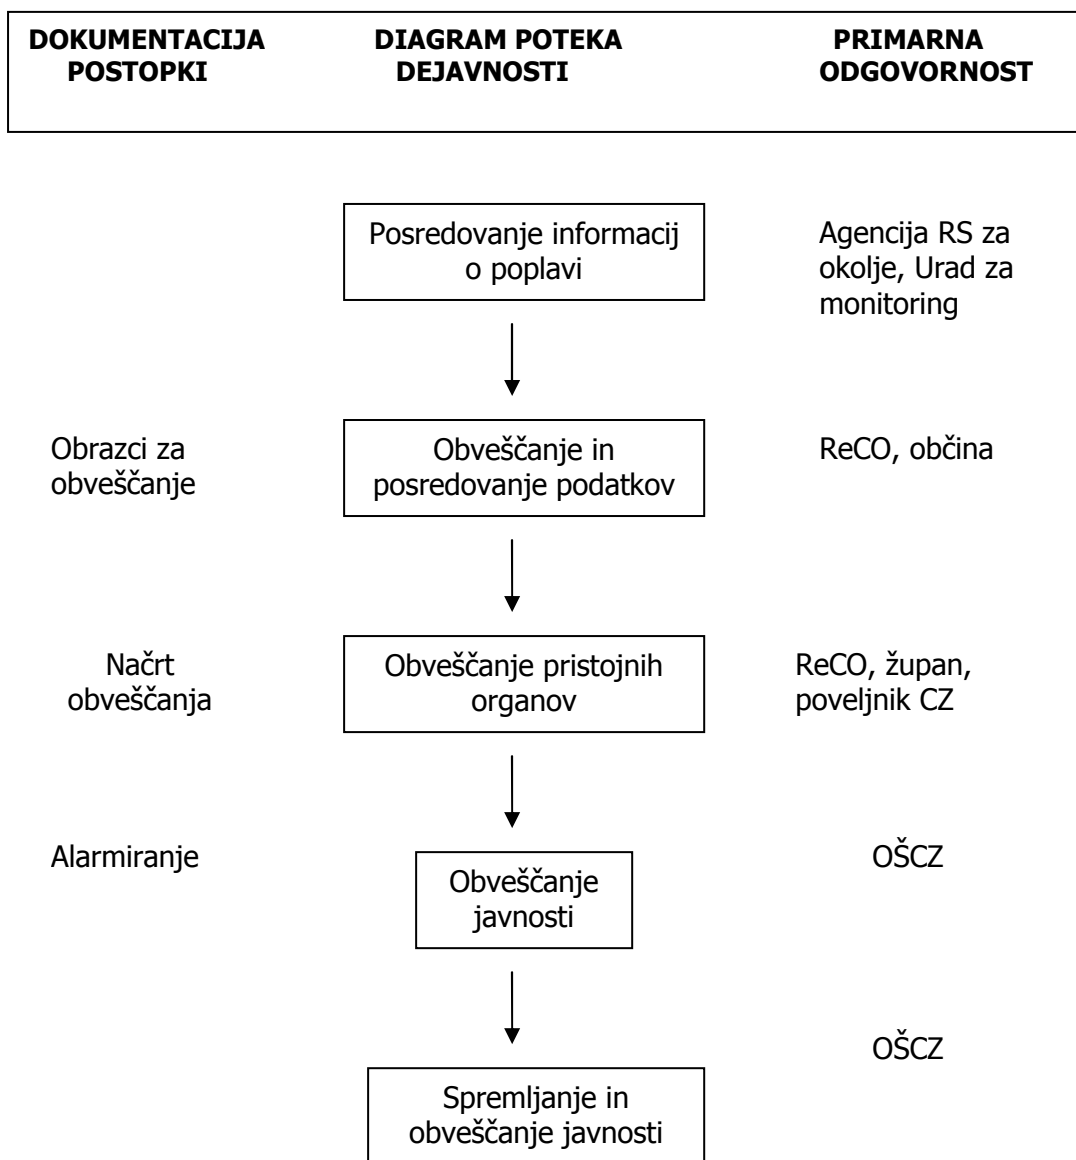 DOKUMENTACIJA DIAGRAM POTEKA PRIMARNA
POSTOPKI DEJAVNOSTI ODGOVORNOST
Posredovanje informacij
o poplavi
Agencija RS za
okolje, Urad za
monitoring
Obrazci za
obveščanje
Obveščanje in
posredovanje podatkov
ReCO, občina
Načrt
obveščanja
Obveščanje pristojnih
organov
ReCO, župan,
poveljnik CZ
Alarmiranje
Obveščanje
javnosti
OŠCZ
Spremljanje in
obveščanje javnosti
OŠCZ